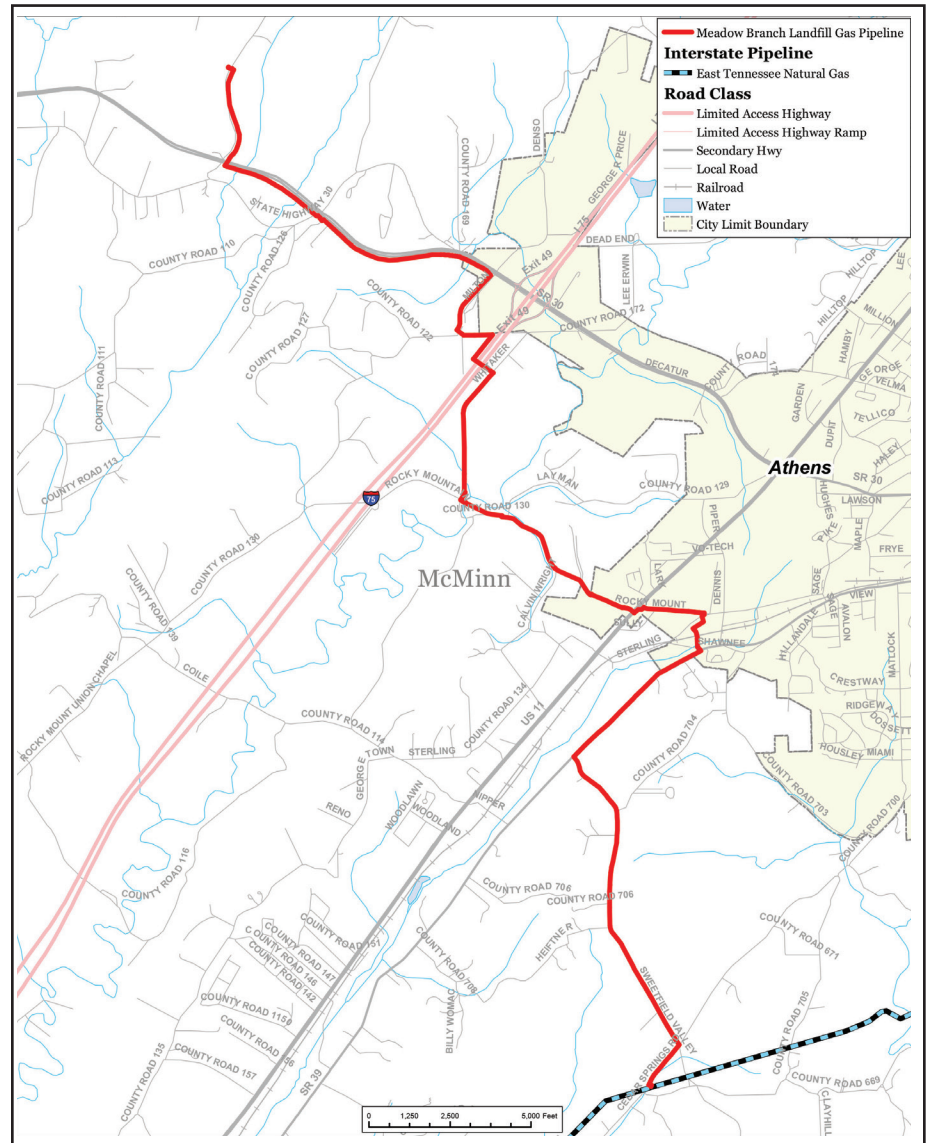 Meadow Branch Landfill Gas Pipeline
Interstate Pipeline
East Tennessee Natural Gas
Road Class
Limited Access Highway
Limited Access Highway Ramp
Secondary Hwy
Local Road
Railroad
Water
City Limit Boundary
DENSO
GEORGE R PRICE
COUNTY ROAD 169
STATE HIGHWAY 30
I-75
DEAD END
COUNTY ROAD 110
COUNTY ROAD 126
Exit 49
LEE ERWIN
HILLTOP
LEE
MILTON
SR 30
HILLTOP
COUNTY ROAD 127
COUNTY ROAD 122
Exit 49
COUNTY ROAD 172
MILLION
HAMBY
COUNTY ROAD 111
WHITAKER
DECATUR
COUNTY ROAD 174
GEORGE
VELMA
GARDEN
TELLICO
DUPIT
HALEY
Athens
COUNTY ROAD 113
ROCKY MOUNTAIN
LAYMAN
COUNTY ROAD 129
SR 30
75
COUNTY ROAD 130
HUGHES
LAWSON
PIPER
PIKE
MAPLE
COUNTY ROAD 130
VO-TECH
FRYE
McMinn
CALVIN WRIGHT
LARK
DENNIS
SAGE
COUNTY ROAD 139
ROCKY MOUNT
SAGE
VIEW
SULLY
AVALON
HILLANDALE
STERLING
SHAWNEE
MATLOCK
COILE
ROCKY MOUNT UNION CHAPEL
CRESTWAY
COUNTY ROAD 134
COUNTY ROAD 114
US 11
RIDGEWAY
DOSSETT
COUNTY ROAD 704
GEORGE TOWN
STERLING
HOUSLEY
MIAMI
COUNTY ROAD 703
NIPPER
WOODLAWN
RENO
WOODLAND
COUNTY ROAD 700
COUNTY ROAD 116
COUNTY ROAD 706
COUNTY ROAD 706
HEIFTNER
COUNTY ROAD 151
COUNTY ROAD 147
COUNTY ROAD 146
COUNTY ROAD 142
COUNTY ROAD 708
COUNTY ROAD 671
SWEETFIELD VALLEY
COUNTY ROAD 705
COUNTY ROAD 1150
BILLY WOMAC
COUNTY ROAD 156
COUNTY ROAD 135
COUNTY ROAD 157
SR 39
CEDAR SPRINGS
COUNTY ROAD 669
CLAYHILL
0 1,250 2,500 5,000 Feet